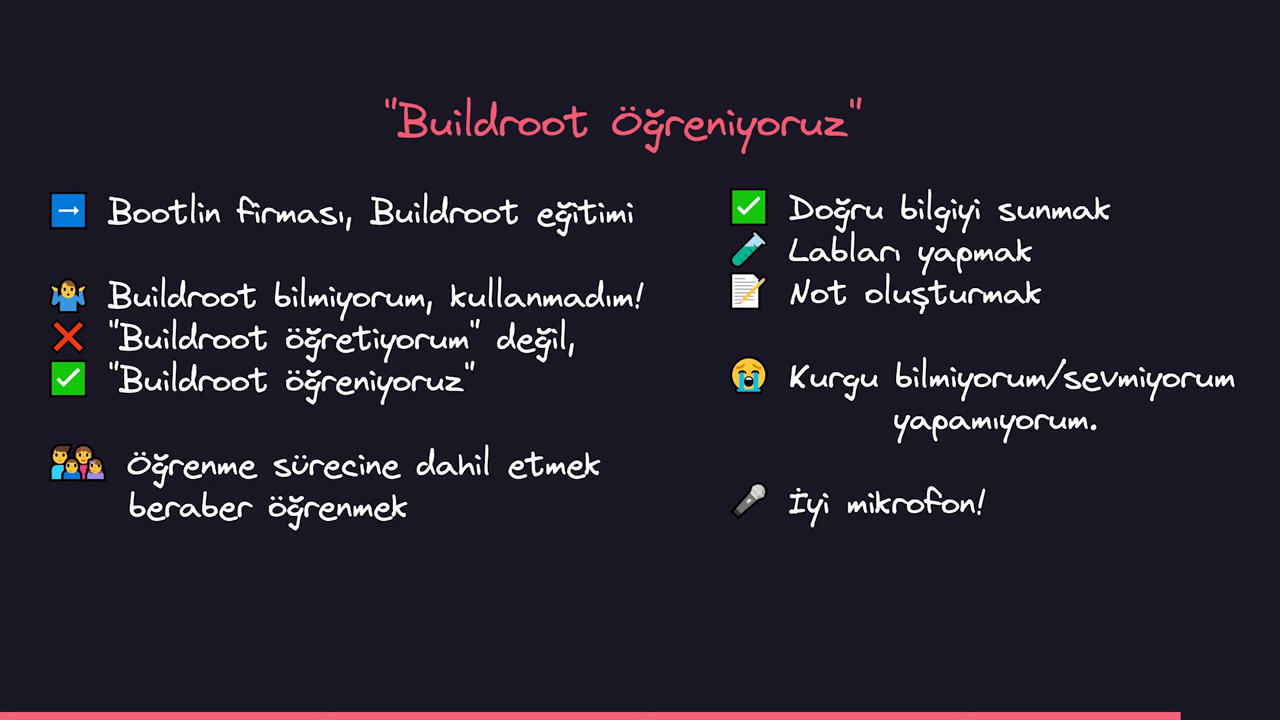 "Buildroot Öğreniyoruz"
➡️ Bootlin firması, Buildroot eğitimi
🤷‍♂️ Buildroot bilmiyorum, kullanmadım!
❌ "Buildroot öğretiyorum" değil,
✅ "Buildroot öğreniyoruz"
👨‍👩‍👦‍👦 Öğrenme sürecine dahil etmek
beraber öğrenmek
✅ Doğru bilgiyi sunmak
🧪 Labları yapmak
📝 Not oluşturmak
😭 Kurgu bilmiyorum/sevmiyorum
yapamıyorum.
🎤 İyi mikrofon!